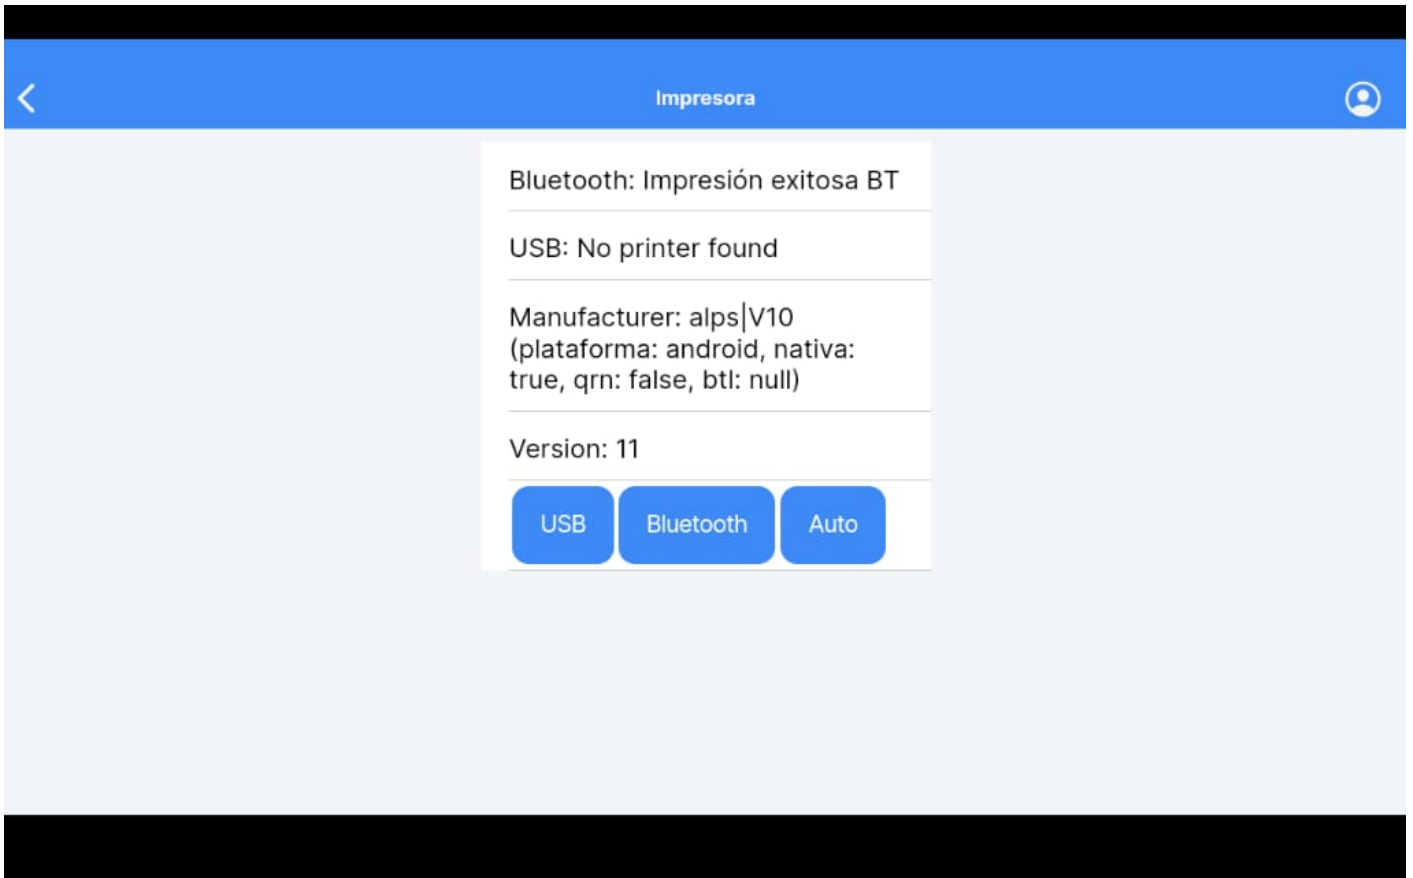 Impresora
Bluetooth: Impresión exitosa BT
USB: No printer found
Manufacturer: alps|V10
(plataforma: android, nativa:
true, qrn: false, btl: null)
Version: 11
USB Bluetooth Auto